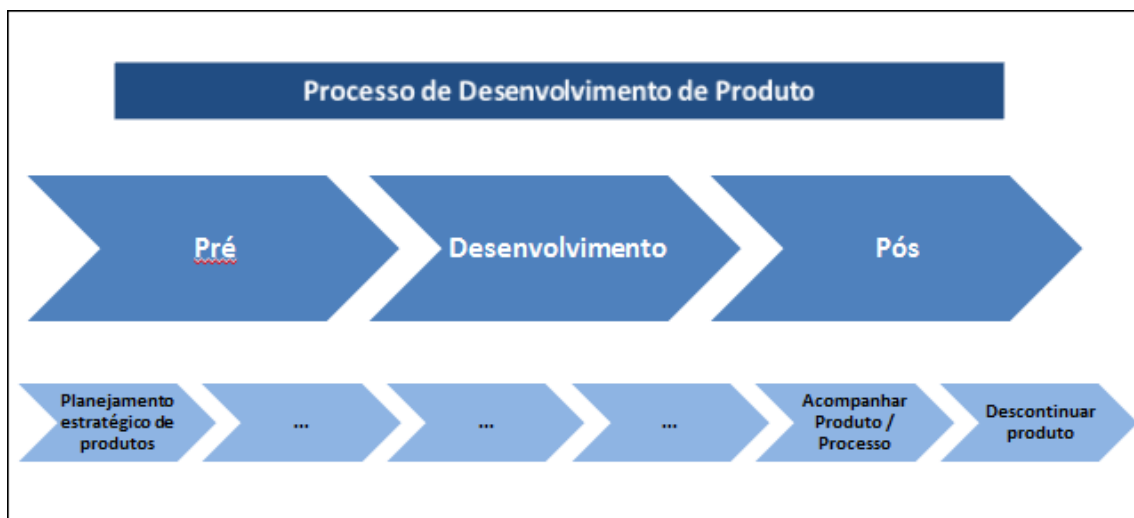 Processo de Desenvolvimento de Produto
Pré
Desenvolvimento
Pós
Planejamento
estratégico de
produtos
...
...
...
Acompanhar
Produto /
Processo
Descontinuar
produto